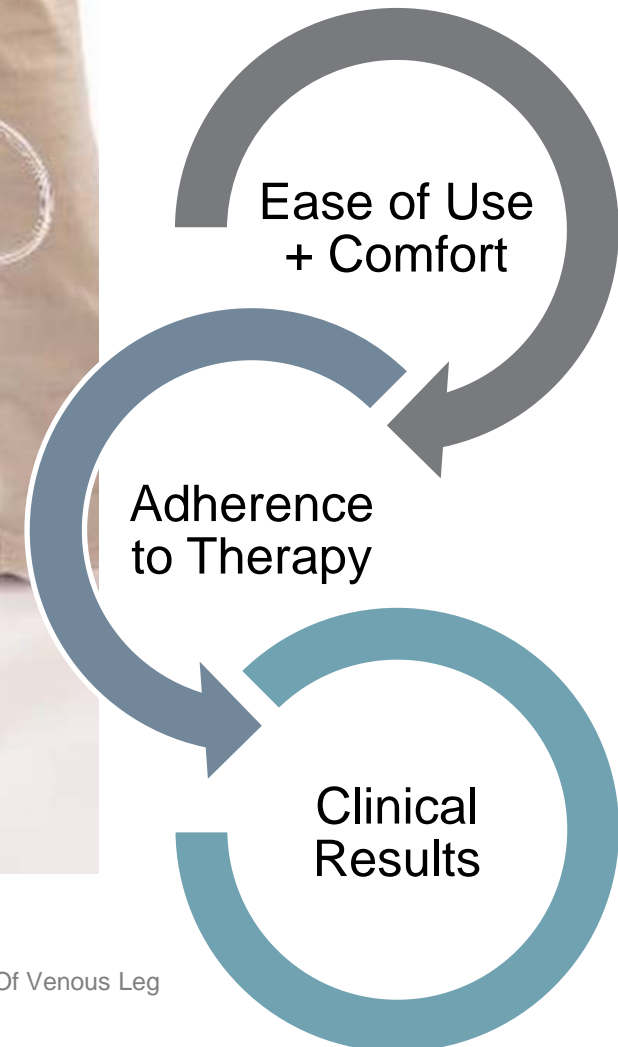 Ease of Use
+ Comfort
Adherence
to Therapy
Clinical
Results
Of Venous Leg